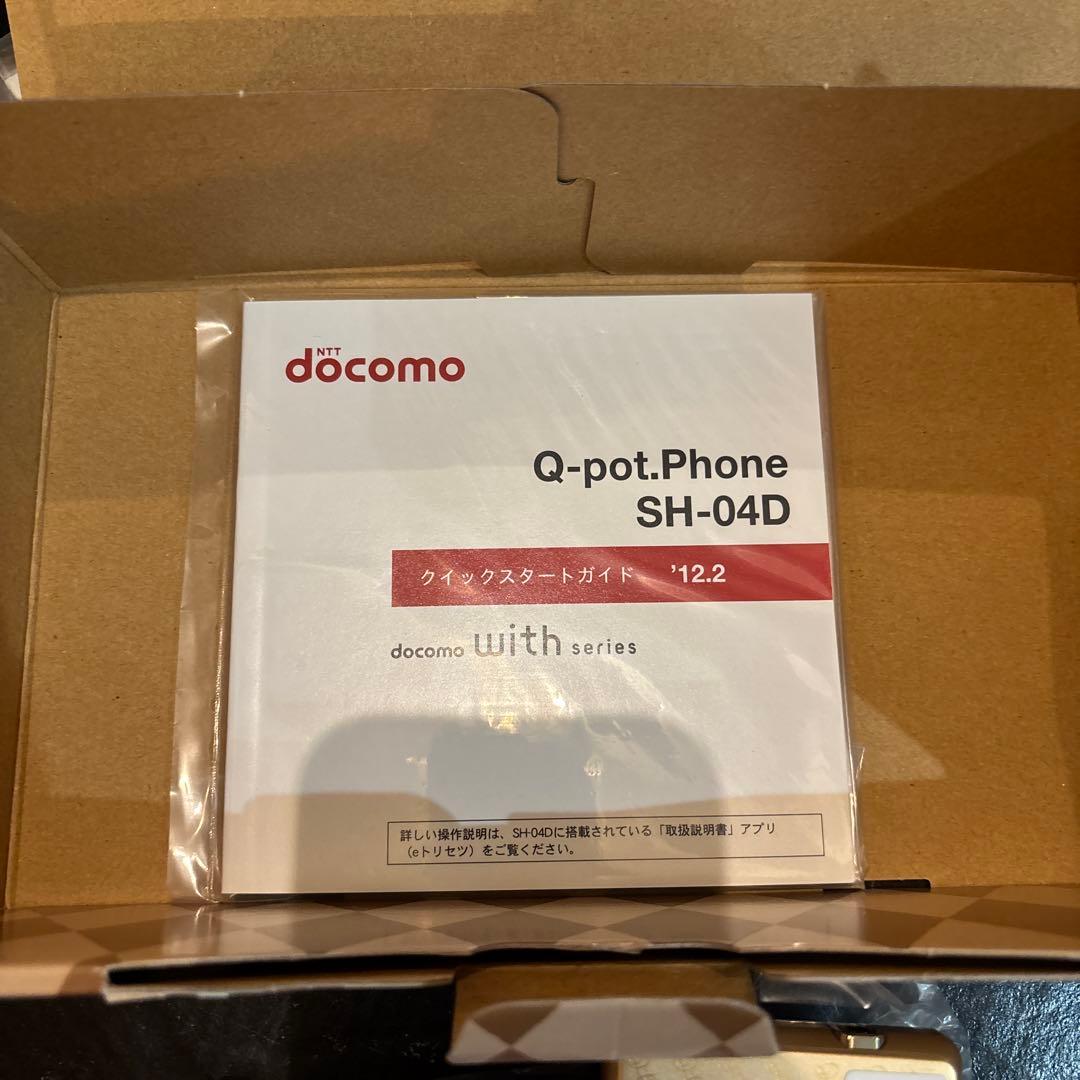 NTT
docomo
Q-pot.Phone
SH-04D
クイックスタートガイド ’12.2
docomo with series
詳しい操作説明は、SH-04Dに搭載されている「取扱説明書」アプリ
（eトリセツ）をご覧ください。